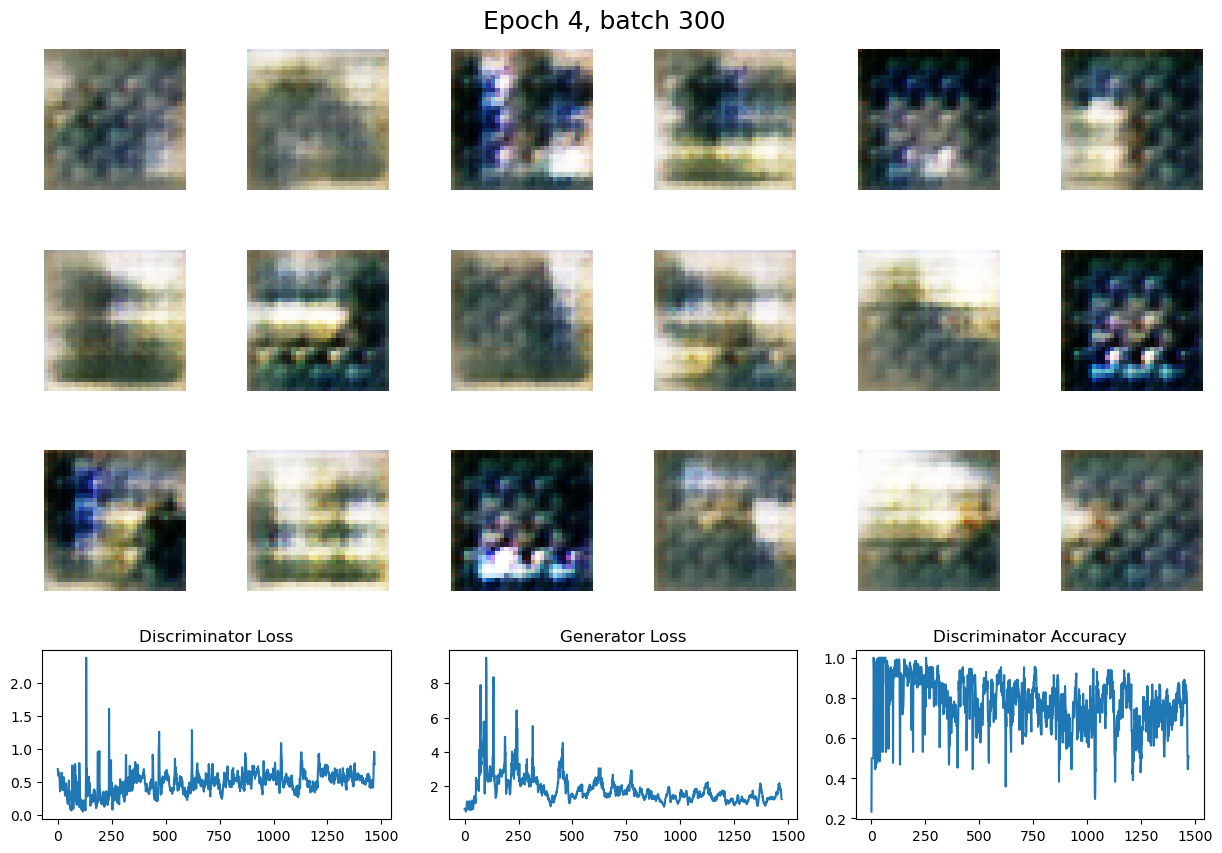 Epoch 4, batch 300
Discriminator Loss
Generator Loss
Discriminator Accuracy
2.0
1.5
1.0
0.5
0.0
0 250 500 750 1000 1250 1500
8
6
4
2
0 250 500 750 1000 1250 1500
1.0
0.8
0.6
0.4
0.2
0 250 500 750 1000 1250 1500